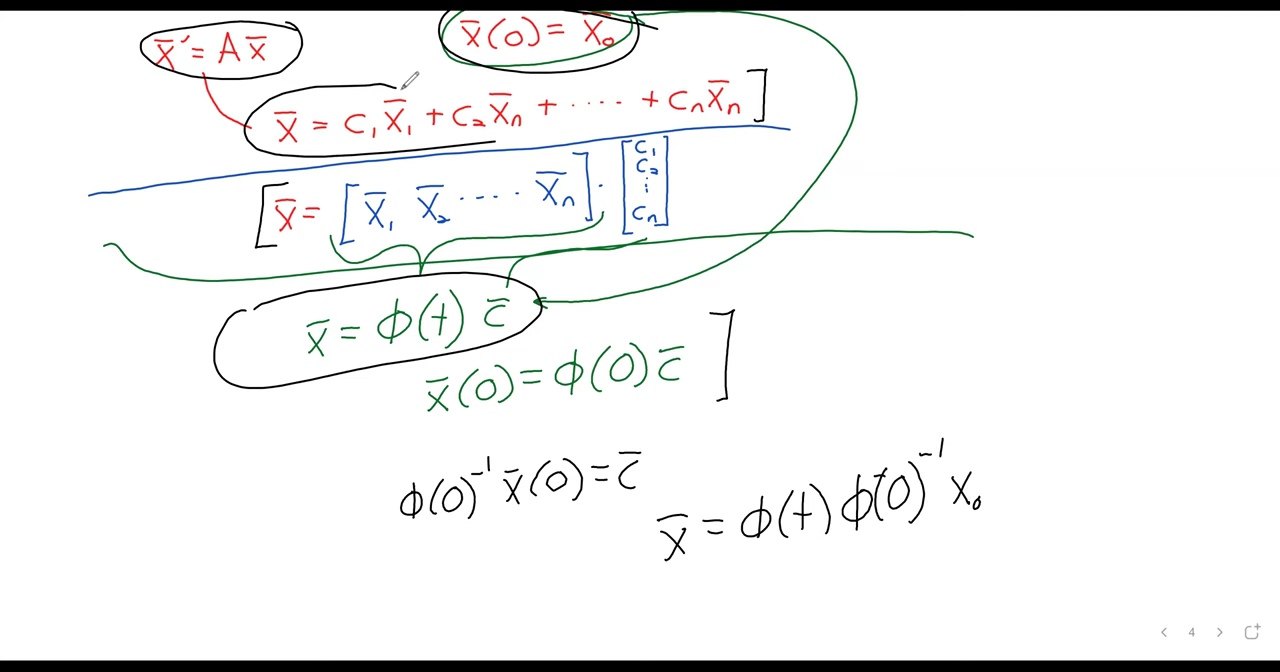 x̄' = Ax̄
x̄(0) = x̄₀
x̄ = c₁x̄₁ + c₂x̄ₙ + ···· + cₙx̄ₙ ]
[ x̄ = [ x̄₁ x̄₂ ···· x̄ₙ ] · [ c₁ c₂ ⋮ cₙ ]
x̄ = ϕ(t) c̄
x̄(0) = ϕ(0) c̄ ]
ϕ(0)⁻¹ x̄(0) = c̄
x̄ = ϕ(t) ϕ(0)⁻¹ x₀
4